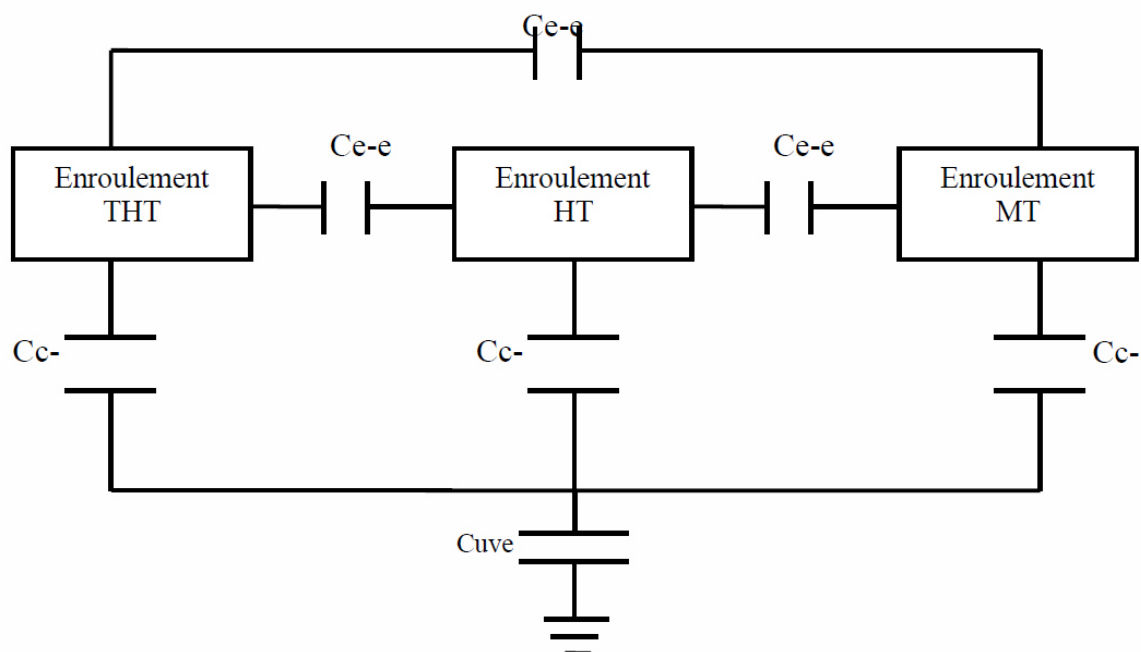 Ce-e
Ce-e
Ce-e
Enroulement
THT
Enroulement
HT
Enroulement
MT
Cc-
Cc-
Cc-
Cuve